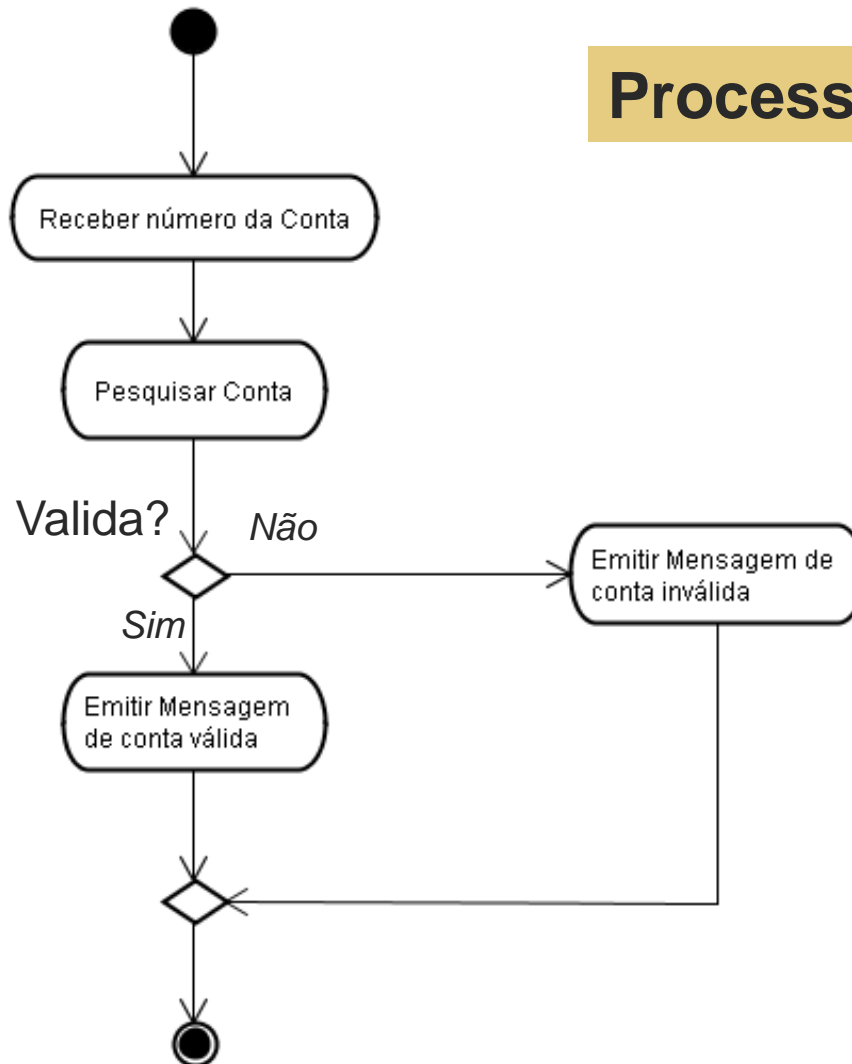 Process
Receber número da Conta
Pesquisar Conta
Valida?
Não
Emitir Mensagem de
conta inválida
Sim
Emitir Mensagem
de conta válida